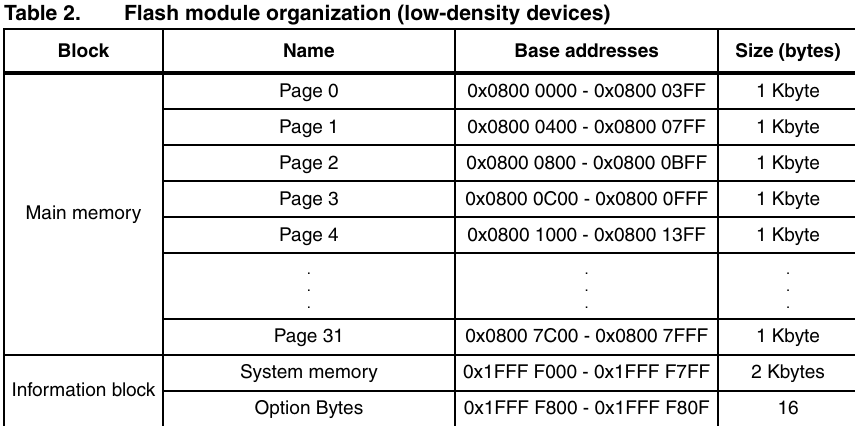 Table 2. Flash module organization (low-density devices)
Block Name Base addresses Size (bytes)
Main memory
Page 0 0x0800 0000 - 0x0800 03FF 1 Kbyte
Page 1 0x0800 0400 - 0x0800 07FF 1 Kbyte
Page 2 0x0800 0800 - 0x0800 0BFF 1 Kbyte
Page 3 0x0800 0C00 - 0x0800 0FFF 1 Kbyte
Page 4 0x0800 1000 - 0x0800 13FF 1 Kbyte
. . .
. . .
. . .
Page 31 0x0800 7C00 - 0x0800 7FFF 1 Kbyte
Information block
System memory 0x1FFF F000 - 0x1FFF F7FF 2 Kbytes
Option Bytes 0x1FFF F800 - 0x1FFF F80F 16